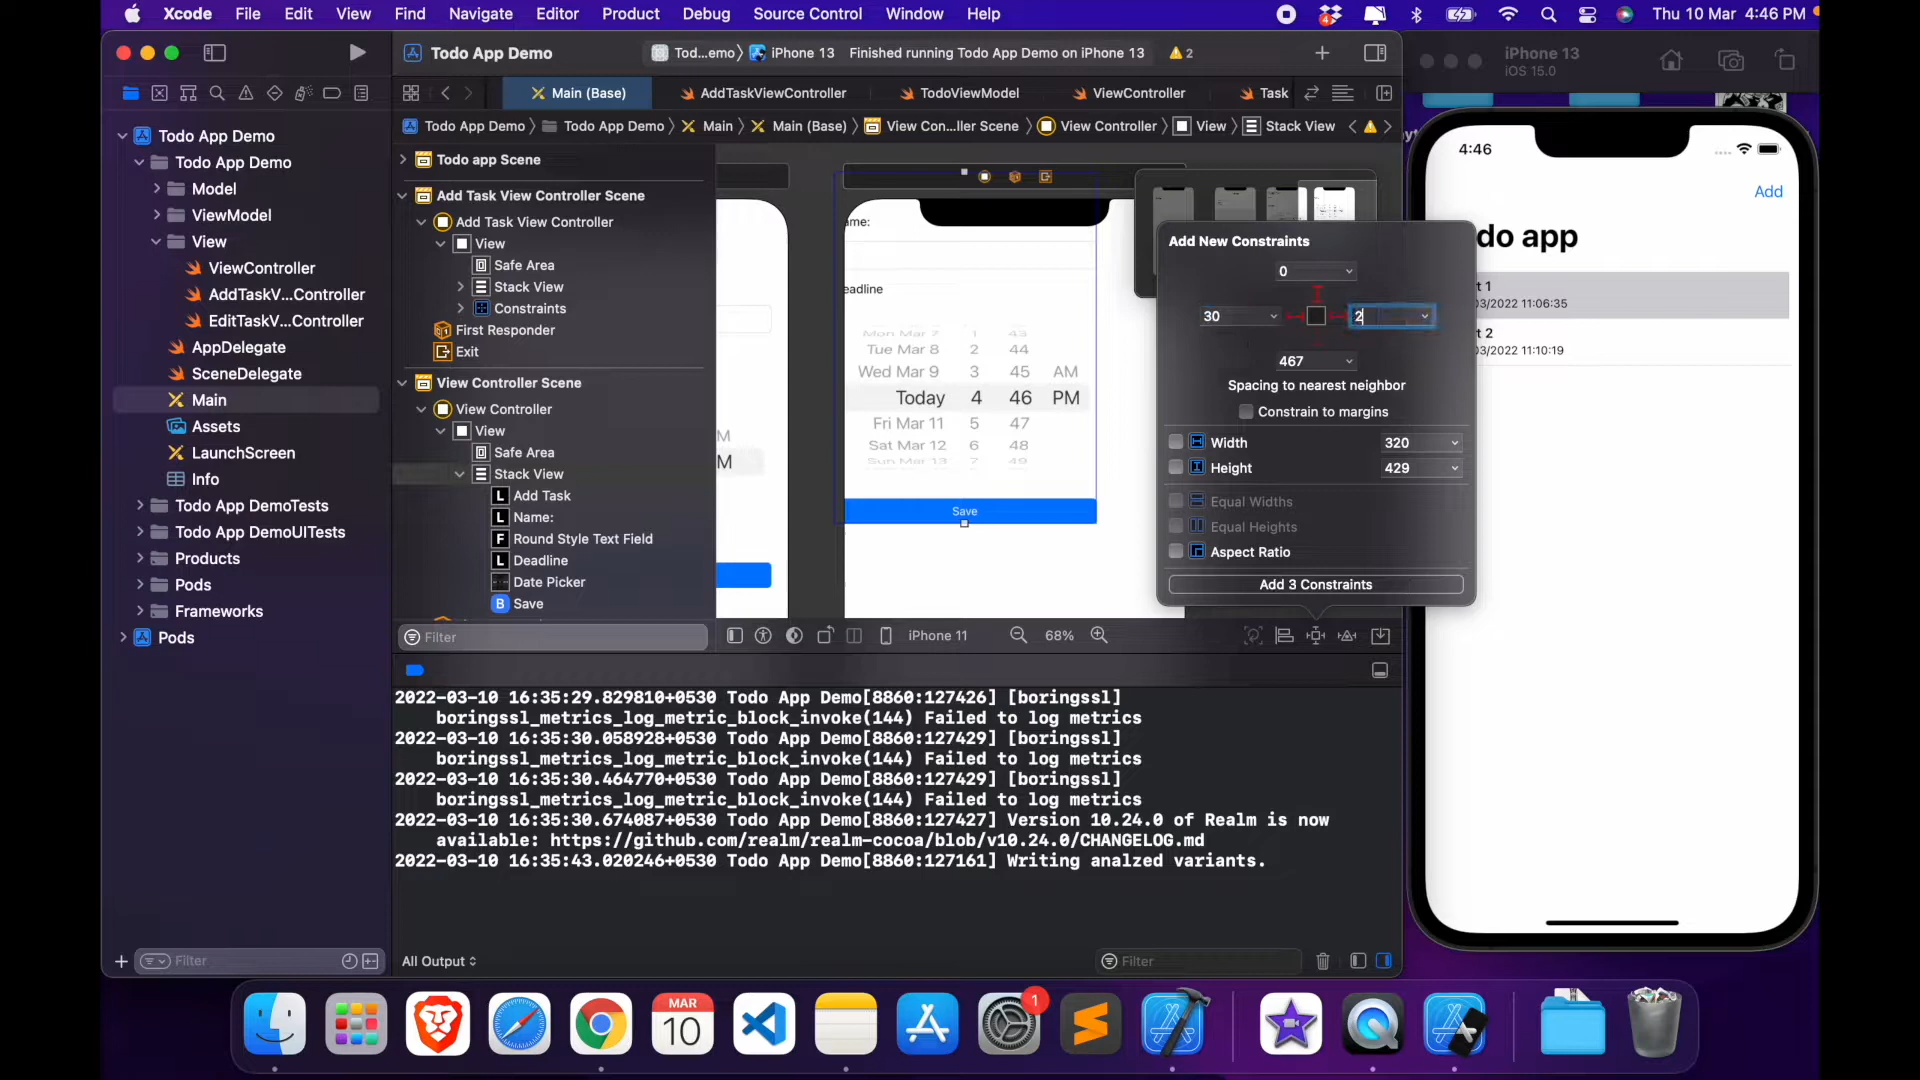 Xcode File Edit View Find Navigate Editor Product Debug Source Control Window Help
4
Thu 10 Mar 4:46 PM
Todo App Demo
Tod...emo〉 iPhone 13
Finished running Todo App Demo on iPhone 13
2
iPhone 13
iOS 15.0
Main (Base)
AddTaskViewController
TodoViewModel
ViewController
Task
Todo App Demo 〉 Todo App Demo 〉 Main 〉 Main (Base) 〉 View Con...ller Scene 〉 View Controller 〉 View 〉 Stack View
Todo App Demo
Todo App Demo
Model
ViewModel
View
ViewController
AddTaskV...Controller
EditTaskV...Controller
AppDelegate
SceneDelegate
Main
Assets
LaunchScreen
Info
Todo App DemoTests
Todo App DemoUITests
Products
Pods
Frameworks
Pods
Filter
Todo app Scene
Add Task View Controller Scene
Add Task View Controller
View
Safe Area
Stack View
Constraints
First Responder
Exit
View Controller Scene
View Controller
View
Safe Area
Stack View
L Add Task
L Name:
F Round Style Text Field
L Deadline
Date Picker
B Save
Filter
M
M
ame:
eadline
Mon Mar 7 1 43
Tue Mar 8 2 44
Wed Mar 9 3 45 AM
Today 4 46 PM
Fri Mar 11 5 47
Sat Mar 12 6 48
Sun Mar 13 7 49
Save
Add New Constraints
0
30
2
467
Spacing to nearest neighbor
Constrain to margins
Width 320
Height 429
Equal Widths
Equal Heights
Aspect Ratio
Add 3 Constraints
iPhone 11
68%
2022-03-10 16:35:29.829810+0530 Todo App Demo[8860:127426] [boringssl]
boringssl_metrics_log_metric_block_invoke(144) Failed to log metrics
2022-03-10 16:35:30.058928+0530 Todo App Demo[8860:127429] [boringssl]
boringssl_metrics_log_metric_block_invoke(144) Failed to log metrics
2022-03-10 16:35:30.464770+0530 Todo App Demo[8860:127429] [boringssl]
boringssl_metrics_log_metric_block_invoke(144) Failed to log metrics
2022-03-10 16:35:30.674087+0530 Todo App Demo[8860:127427] Version 10.24.0 of Realm is now
available: https://github.com/realm/realm-cocoa/blob/v10.24.0/CHANGELOG.md
2022-03-10 16:35:43.020246+0530 Todo App Demo[8860:127161] Writing analzed variants.
All Output
Filter
4:46
Add
do app
t 1
03/2022 11:06:35
t 2
03/2022 11:10:19
MAR
10
1